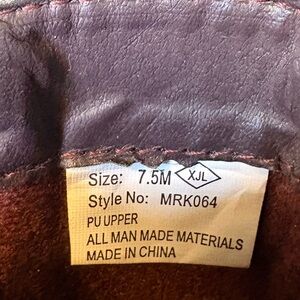 Size: 7.5M XJL
Style No: MRK064
PU UPPER
ALL MAN MADE MATERIALS
MADE IN CHINA